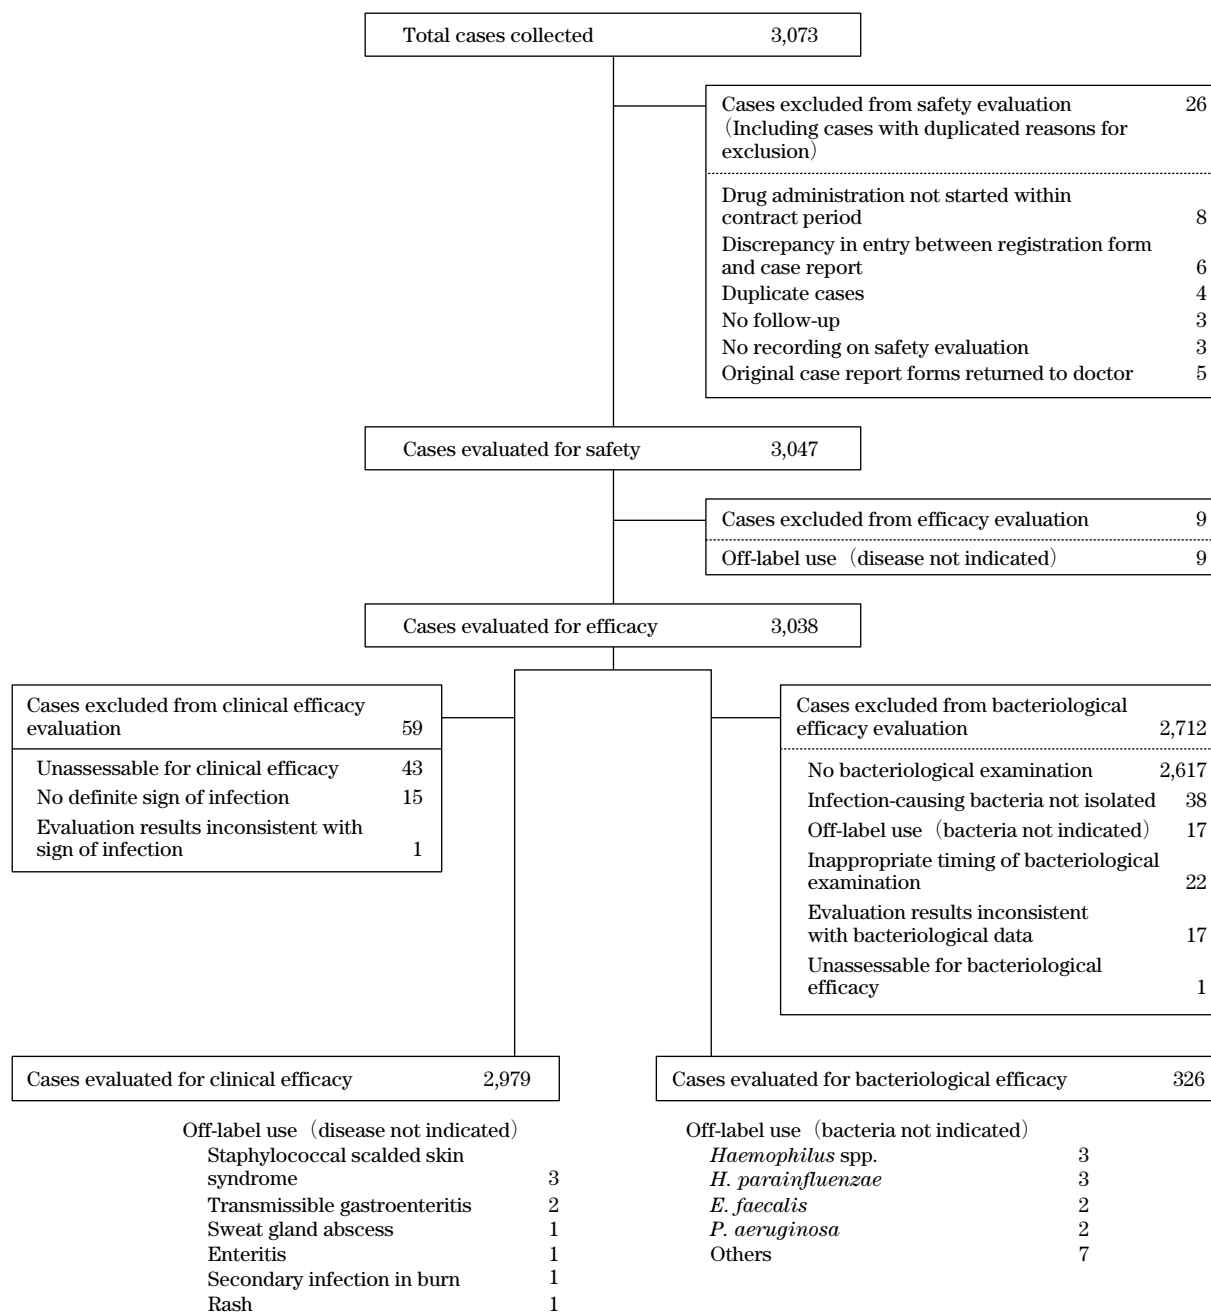 Total cases collected 3,073
Cases excluded from safety evaluation 26
(Including cases with duplicated reasons for
exclusion)
Drug administration not started within
contract period 8
Discrepancy in entry between registration form
and case report 6
Duplicate cases 4
No follow-up 3
No recording on safety evaluation 3
Original case report forms returned to doctor 5
Cases evaluated for safety 3,047
Cases excluded from efficacy evaluation 9
Off-label use (disease not indicated) 9
Cases evaluated for efficacy 3,038
Cases excluded from clinical efficacy
evaluation 59
Unassessable for clinical efficacy 43
No definite sign of infection 15
Evaluation results inconsistent with
sign of infection 1
Cases excluded from bacteriological
efficacy evaluation 2,712
No bacteriological examination 2,617
Infection-causing bacteria not isolated 38
Off-label use (bacteria not indicated) 17
Inappropriate timing of bacteriological
examination 22
Evaluation results inconsistent
with bacteriological data 17
Unassessable for bacteriological
efficacy 1
Cases evaluated for clinical efficacy 2,979
Off-label use (disease not indicated)
Staphylococcal scalded skin
syndrome 3
Transmissible gastroenteritis 2
Sweat gland abscess 1
Enteritis 1
Secondary infection in burn 1
Rash 1
Cases evaluated for bacteriological efficacy 326
Off-label use (bacteria not indicated)
Haemophilus spp. 3
H. parainfluenzae 3
E. faecalis 2
P. aeruginosa 2
Others 7